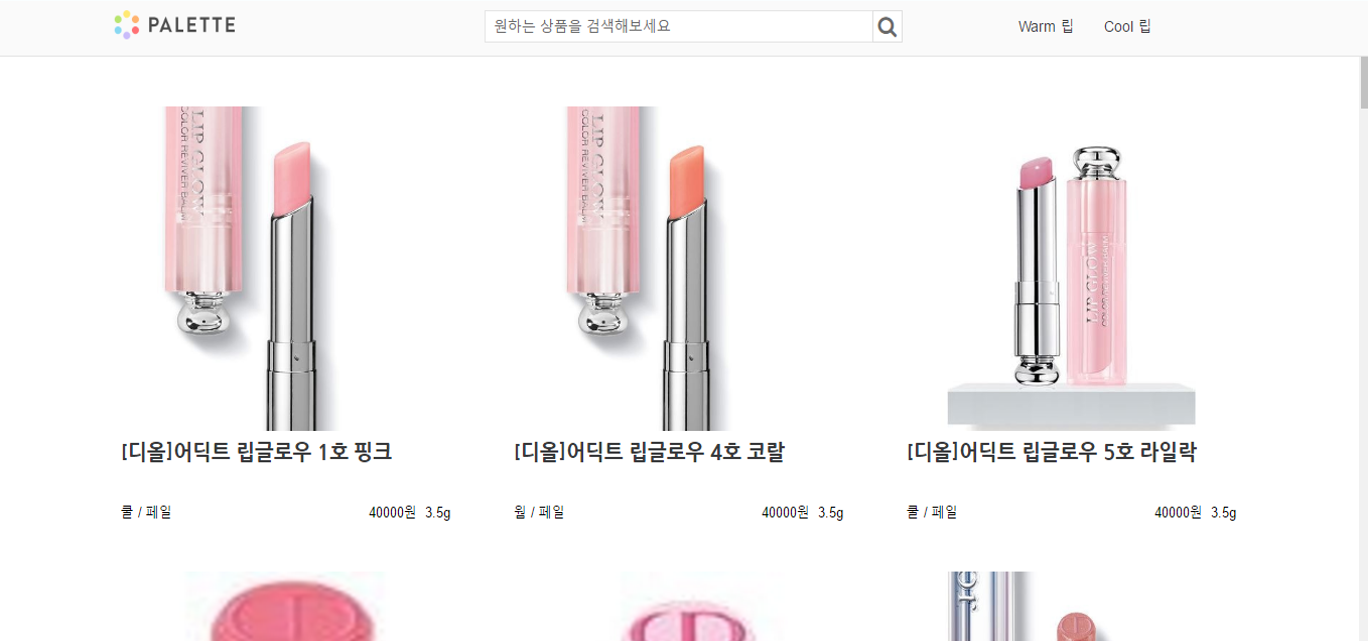 PALETTE
원하는 상품을 검색해보세요
Warm 립 Cool 립
LIP GLOW
COLOR REVIVER BALM
LIP GLOW
COLOR REVIVER BALM
LIP GLOW
[디올]어딕트 립글로우 1호 핑크
[디올]어딕트 립글로우 4호 코랄
[디올]어딕트 립글로우 5호 라일락
쿨 / 페일 40000원 3.5g
웜 / 페일 40000원 3.5g
쿨 / 페일 40000원 3.5g